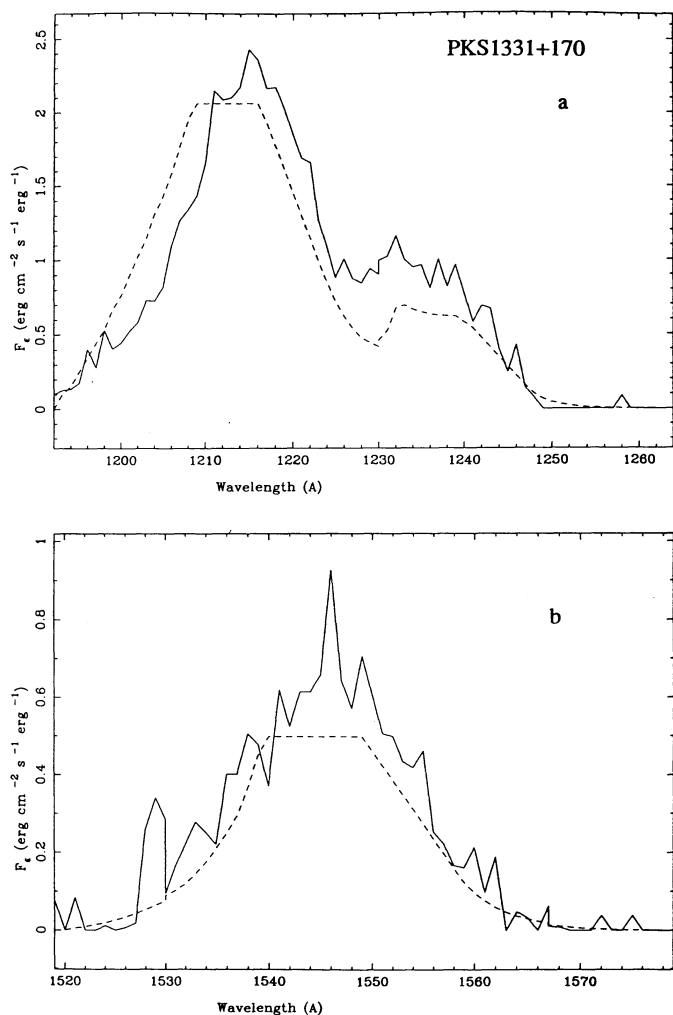 PKS1331+170
a
2.5
2
1.5
1
0.5
0
F_ε (erg cm⁻² s⁻¹ erg⁻¹)
1200 1210 1220 1230 1240 1250 1260
Wavelength (A)
b
1
0.8
0.6
0.4
0.2
0
F_ε (erg cm⁻² s⁻¹ erg⁻¹)
1520 1530 1540 1550 1560 1570
Wavelength (A)